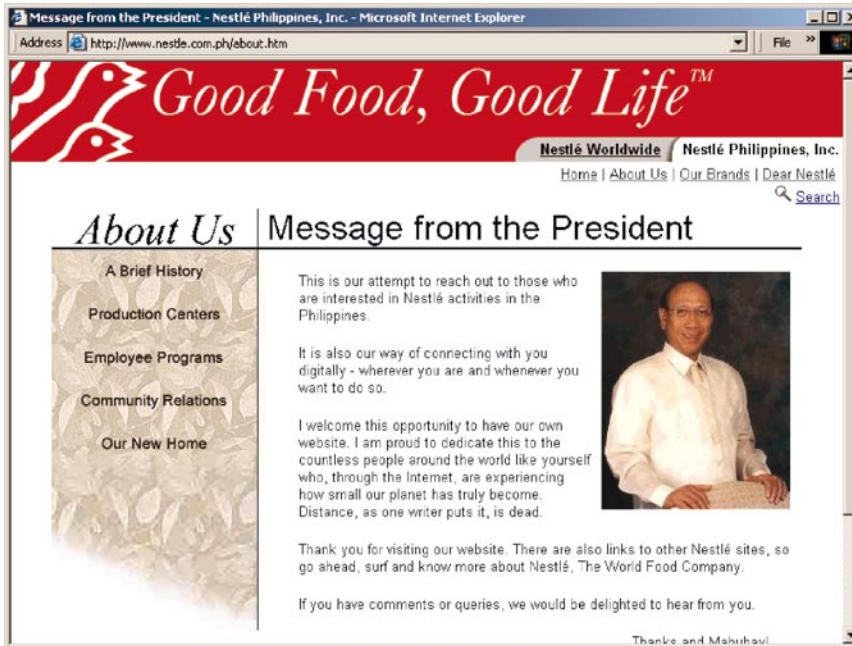 Message from the President - Nestlé Philippines, Inc. - Microsoft Internet Explorer
Address http://www.nestle.com.ph/about.htm File »
Good Food, Good Life™
Nestlé Worldwide Nestlé Philippines, Inc.
Home | About Us | Our Brands | Dear Nestlé
Search
About Us
A Brief History
Production Centers
Employee Programs
Community Relations
Our New Home
Message from the President
This is our attempt to reach out to those who
are interested in Nestlé activities in the
Philippines.
It is also our way of connecting with you
digitally - wherever you are and whenever you
want to do so.
I welcome this opportunity to have our own
website. I am proud to dedicate this to the
countless people around the world like yourself
who, through the Internet, are experiencing
how small our planet has truly become.
Distance, as one writer puts it, is dead.
Thank you for visiting our website. There are also links to other Nestlé sites, so
go ahead, surf and know more about Nestlé, The World Food Company.
If you have comments or queries, we would be delighted to hear from you.
Thanks and Mabuhay!